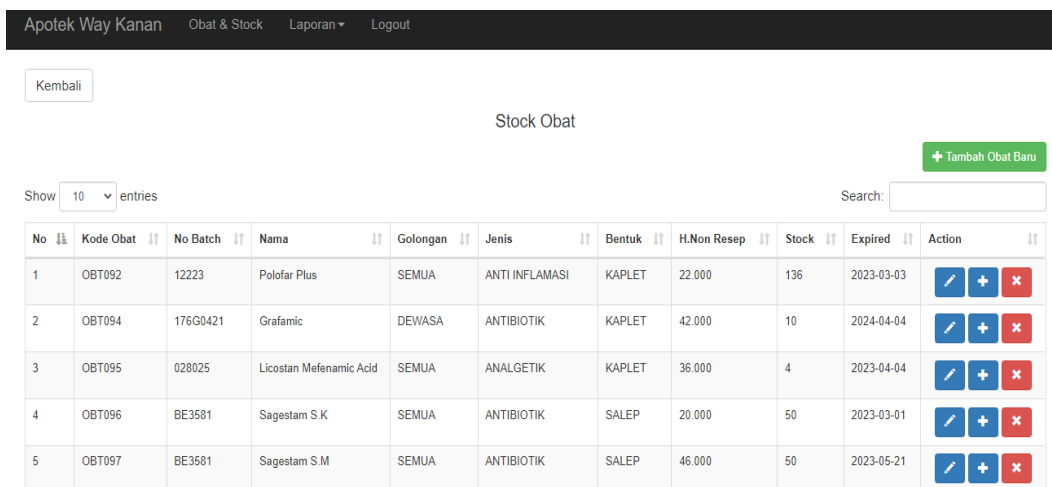 Apotek Way Kanan Obat & Stock Laporan Logout
Kembali
Stock Obat
Tambah Obat Baru
Show 10 entries Search:
No Kode Obat No Batch Nama Golongan Jenis Bentuk H.Non Resep Stock Expired Action
1 OBT092 12223 Polofar Plus SEMUA ANTI INFLAMASI KAPLET 22.000 136 2023-03-03
2 OBT094 176G0421 Grafamic DEWASA ANTIBIOTIK KAPLET 42.000 10 2024-04-04
3 OBT095 028025 Licostan Mefenamic Acid SEMUA ANALGETIK KAPLET 36.000 4 2023-04-04
4 OBT096 BE3581 Sagestam S.K SEMUA ANTIBIOTIK SALEP 20.000 50 2023-03-01
5 OBT097 BE3581 Sagestam S.M SEMUA ANTIBIOTIK SALEP 46.000 50 2023-05-21